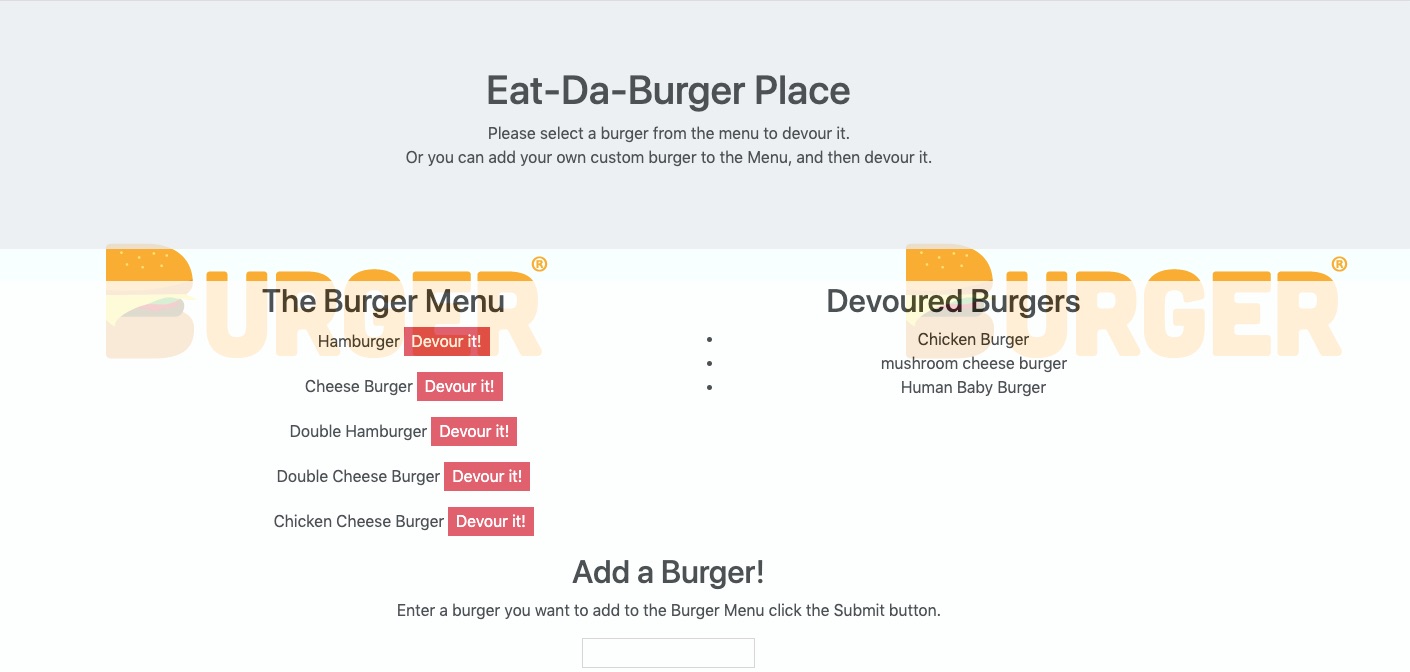 Eat-Da-Burger Place
Please select a burger from the menu to devour it.
Or you can add your own custom burger to the Menu, and then devour it.
BURGER®
BURGER®
The Burger Menu
Hamburger Devour it!
Cheese Burger Devour it!
Double Hamburger Devour it!
Double Cheese Burger Devour it!
Chicken Cheese Burger Devour it!
Devoured Burgers
Chicken Burger
mushroom cheese burger
Human Baby Burger
Add a Burger!
Enter a burger you want to add to the Burger Menu click the Submit button.